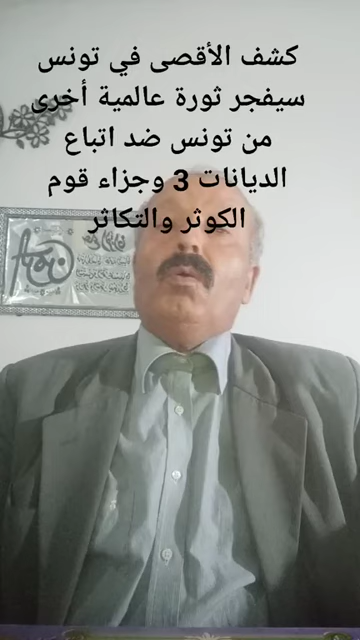 كشف الأقصى في تونس
سيفجر ثورة عالمية أخرى
من تونس ضد اتباع
الديانات 3 وجزاء قوم
الكوثر والتكاثر